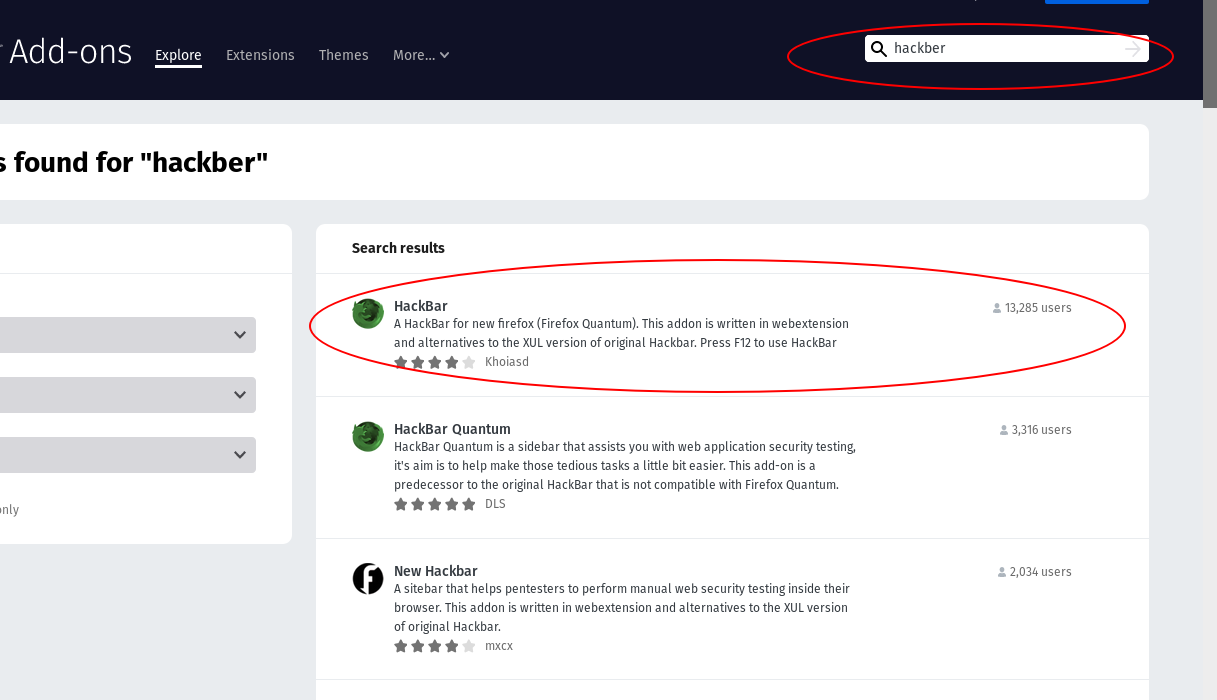 Add-ons
Explore
Extensions
Themes
More...
hackber
s found for "hackber"
Search results
HackBar
13,285 users
A HackBar for new firefox (Firefox Quantum). This addon is written in webextension
and alternatives to the XUL version of original Hackbar. Press F12 to use HackBar
Khoiasd
HackBar Quantum
3,316 users
HackBar Quantum is a sidebar that assists you with web application security testing,
it's aim is to help make those tedious tasks a little bit easier. This add-on is a
predecessor to the original HackBar that is not compatible with Firefox Quantum.
DLS
only
New Hackbar
2,034 users
A sitebar that helps pentesters to perform manual web security testing inside their
browser. This addon is written in webextension and alternatives to the XUL version
of original Hackbar.
mxcx